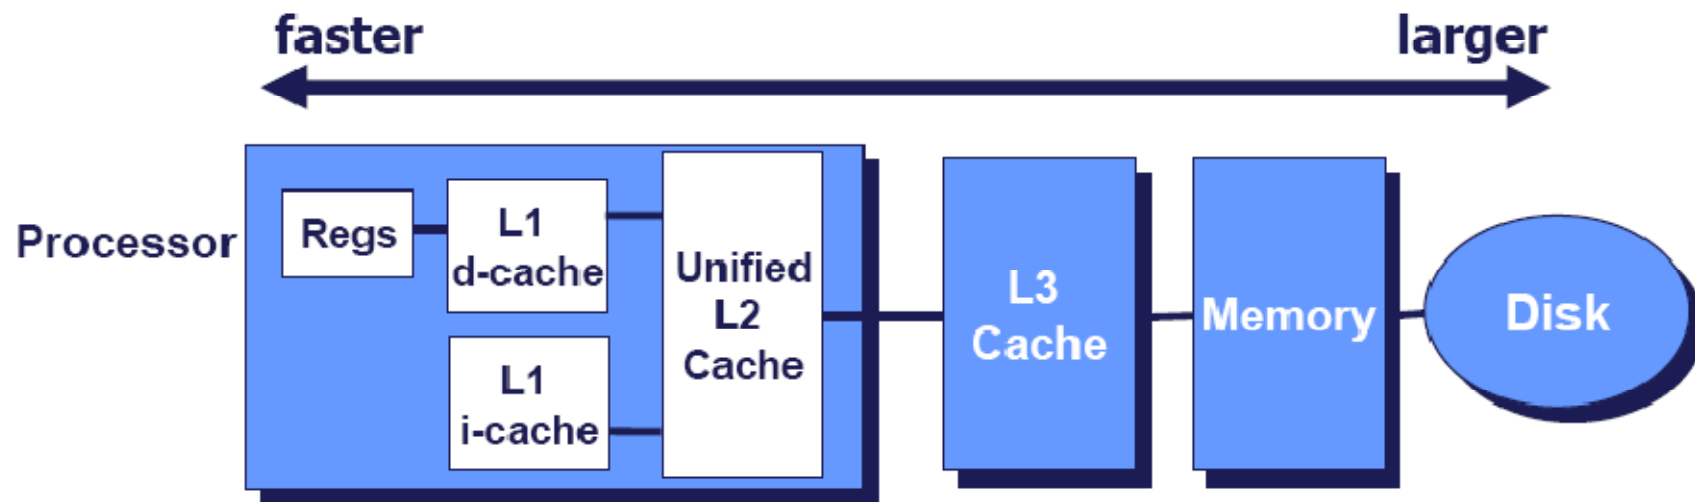 faster
larger
Processor
Regs
L1
d-cache
L1
i-cache
Unified
L2
Cache
L3
Cache
Memory
Disk